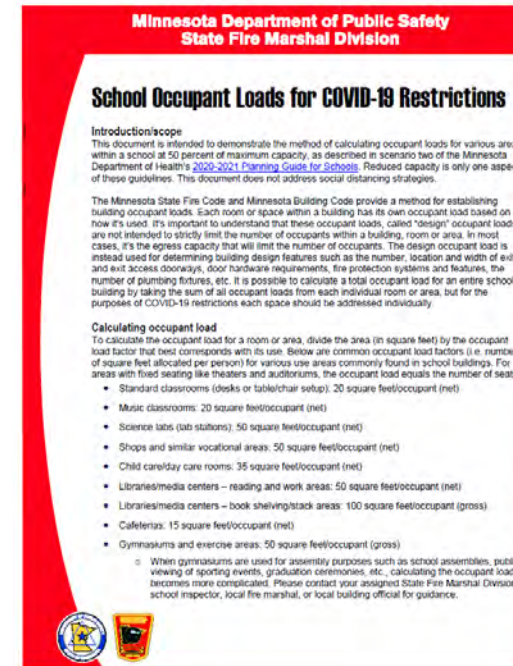 Minnesota Department of Public Safety
State Fire Marshal Division
School Occupant Loads for COVID-19 Restrictions
Introduction/scope
This document is intended to demonstrate the method of calculating occupant loads for various area
within a school at 50 percent of maximum capacity, as described in scenario two of the Minnesota
Department of Health's 2020-2021 Planning Guide for Schools. Reduced capacity is only one aspec
of these guidelines. This document does not address social distancing strategies.
The Minnesota State Fire Code and Minnesota Building Code provide a method for establishing
building occupant loads. Each room or space within a building has its own occupant load based on
how it's used. It's important to understand that these occupant loads, called "design" occupant load
are not intended to strictly limit the number of occupants within a building, room or area. In most
cases, it's the egress capacity that will limit the number of occupants. The design occupant load is
instead used for determining building design features such as the number, location and width of exit
and exit access doorways, door hardware requirements, fire protection systems and features, the
number of plumbing fixtures, etc. It is possible to calculate a total occupant load for an entire school
building by taking the sum of all occupant loads from each individual room or area, but for the
purposes of COVID-19 restrictions each space should be addressed individually.
Calculating occupant load
To calculate the occupant load for a room or area, divide the area (in square feet) by the occupant
load factor that best corresponds with its use. Below are common occupant load factors (i.e. numbe
of square feet allocated per person) for various use areas commonly found in school buildings. For
areas with fixed seating like theaters and auditoriums, the occupant load equals the number of seat
• Standard classrooms (desks or table/chair setup): 20 square feet/occupant (net)
• Music classrooms: 20 square feet/occupant (net)
• Science labs (lab stations): 50 square feet/occupant (net)
• Shops and similar vocational areas: 50 square feet/occupant (net)
• Child care/day care rooms: 35 square feet/occupant (net)
• Libraries/media centers – reading and work areas: 50 square feet/occupant (net)
• Libraries/media centers – book shelving/stack areas: 100 square feet/occupant (gross)
• Cafeterias: 15 square feet/occupant (net)
• Gymnasiums and exercise areas: 50 square feet/occupant (gross)
○ When gymnasiums are used for assembly purposes such as school assemblies, publi
viewing of sporting events, graduation ceremonies, etc., calculating the occupant load
becomes more complicated. Please contact your assigned State Fire Marshal Division
school inspector, local fire marshal, or local building official for guidance.